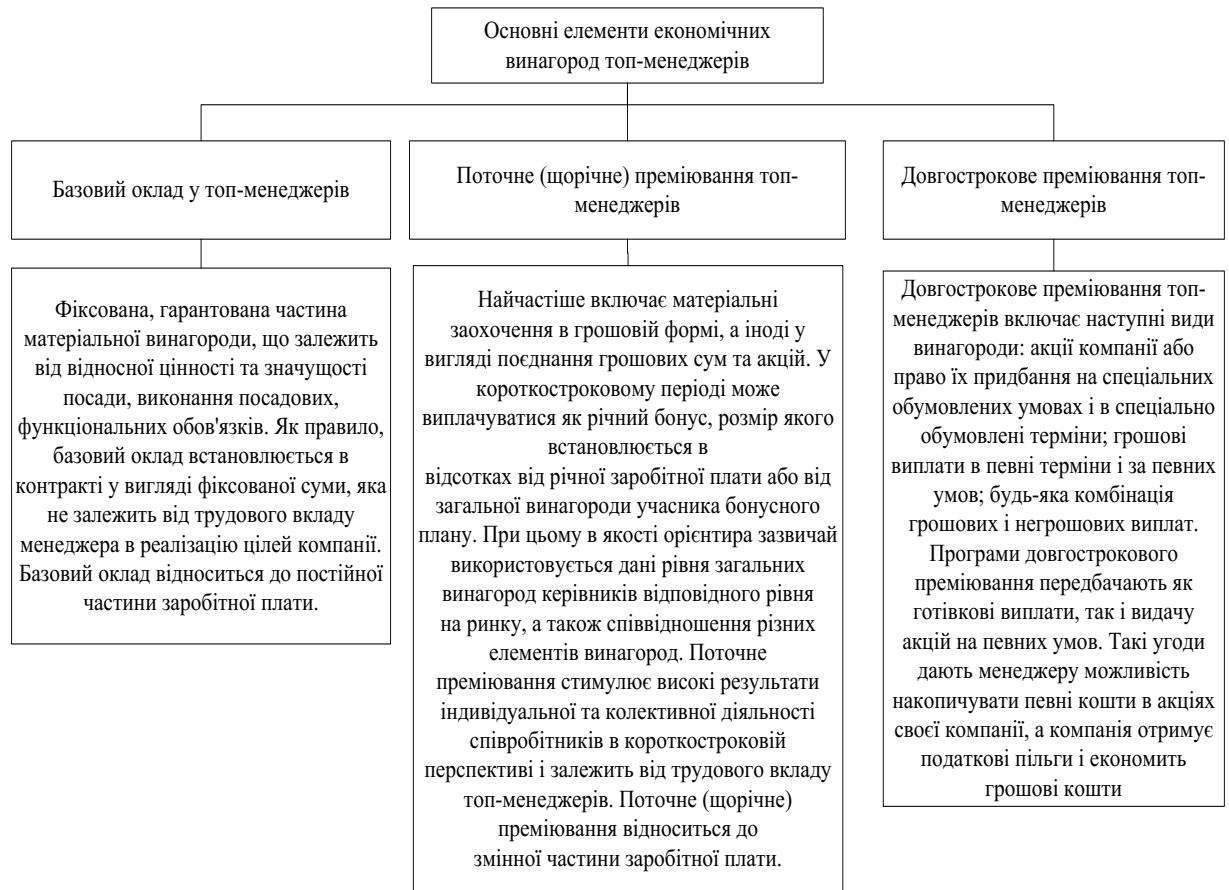 Основні елементи економічних
винагород топ-менеджерів
Базовий оклад у топ-менеджерів
Поточне (щорічне) преміювання топ-
менеджерів
Довгострокове преміювання топ-
менеджерів
Фіксована, гарантована частина
матеріальної винагороди, що залежить
від відносної цінності та значущості
посади, виконання посадових,
функціональних обов'язків. Як правило,
базовий оклад встановлюється в
контракті у вигляді фіксованої суми, яка
не залежить від трудового вкладу
менеджера в реалізацію цілей компанії.
Базовий оклад відноситься до постійної
частини заробітної плати.
Найчастіше включає матеріальні
заохочення в грошовій формі, а іноді у
вигляді поєднання грошових сум та акцій. У
короткостроковому періоді може
виплачуватися як річний бонус, розмір якого
встановлюється в
відсотках від річної заробітної плати або від
загальної винагороди учасника бонусного
плану. При цьому в якості орієнтира зазвичай
використовується дані рівня загальних
винагород керівників відповідного рівня
на ринку, а також співвідношення різних
елементів винагород. Поточне
преміювання стимулює високі результати
індивідуальної та колективної діяльності
співробітників в короткостроковій
перспективі і залежить від трудового вкладу
топ-менеджерів. Поточне (щорічне)
преміювання відноситься до
змінної частини заробітної плати.
Довгострокове преміювання топ-
менеджерів включає наступні види
винагороди: акції компанії або
право їх придбання на спеціальних
обумовлених умовах і в спеціально
обумовлені терміни; грошові
виплати в певні терміни і за певних
умов; будь-яка комбінація
грошових і негрошових виплат.
Програми довгострокового
преміювання передбачають як
готівкові виплати, так і видачу
акцій на певних умов. Такі угоди
дають менеджеру можливість
накопичувати певні кошти в акціях
своєї компанії, а компанія отримує
податкові пільги і економить
грошові кошти